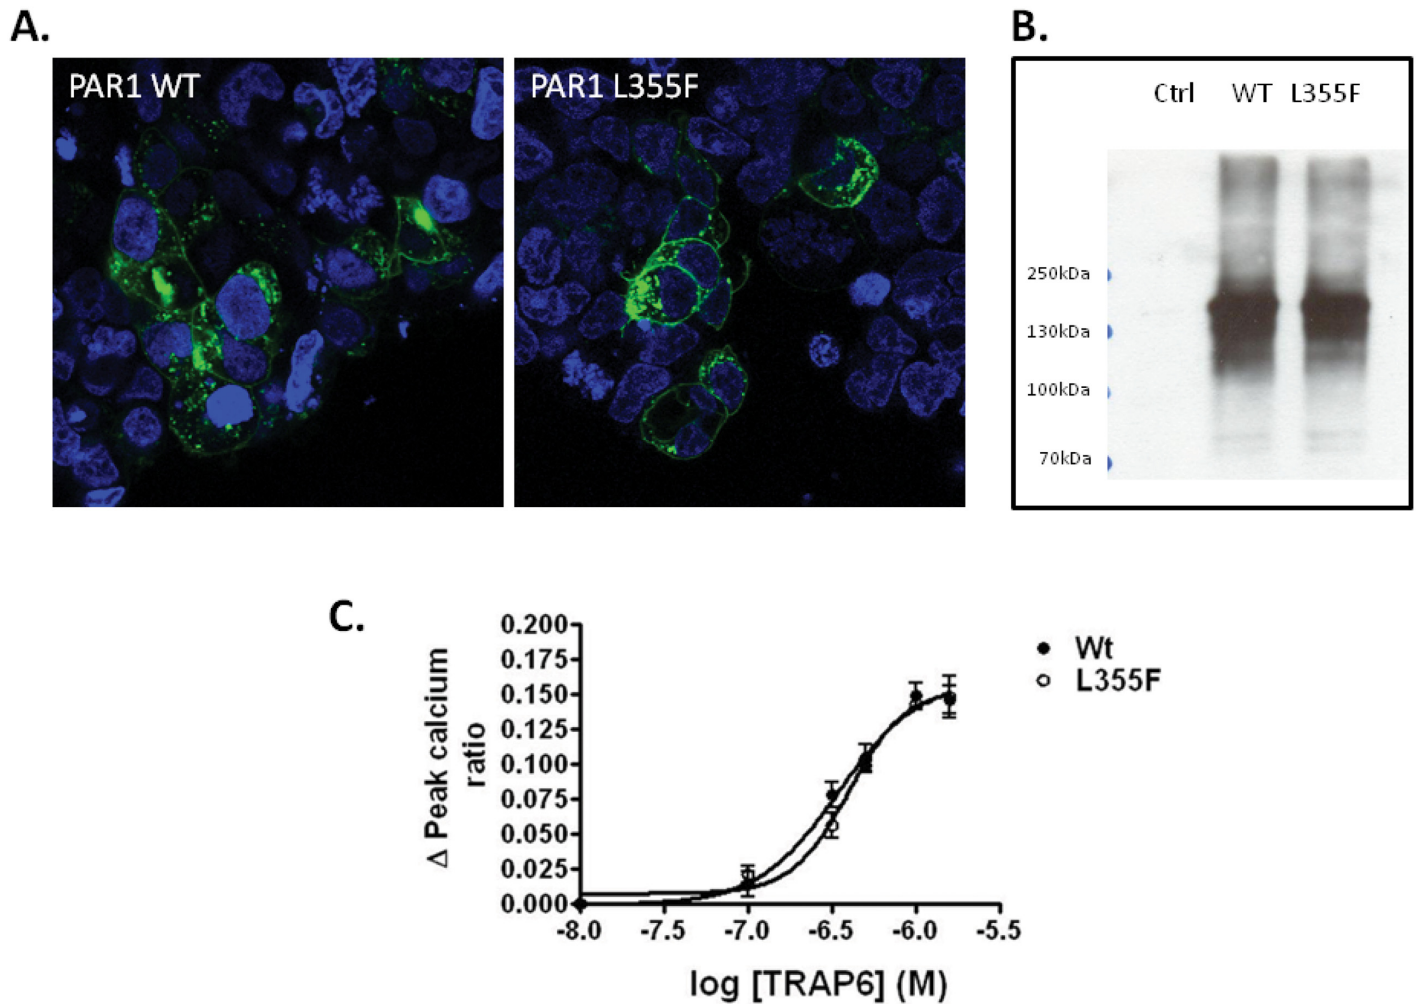 A.
PAR1 WT
PAR1 L355F
B.
Ctrl WT L355F
250kDa
130kDa
100kDa
70kDa
C.
0.200
0.175
0.150
0.125
0.100
0.075
0.050
0.025
0.000
Δ Peak calcium
ratio
-8.0 -7.5 -7.0 -6.5 -6.0 -5.5
log [TRAP6] (M)
Wt
L355F